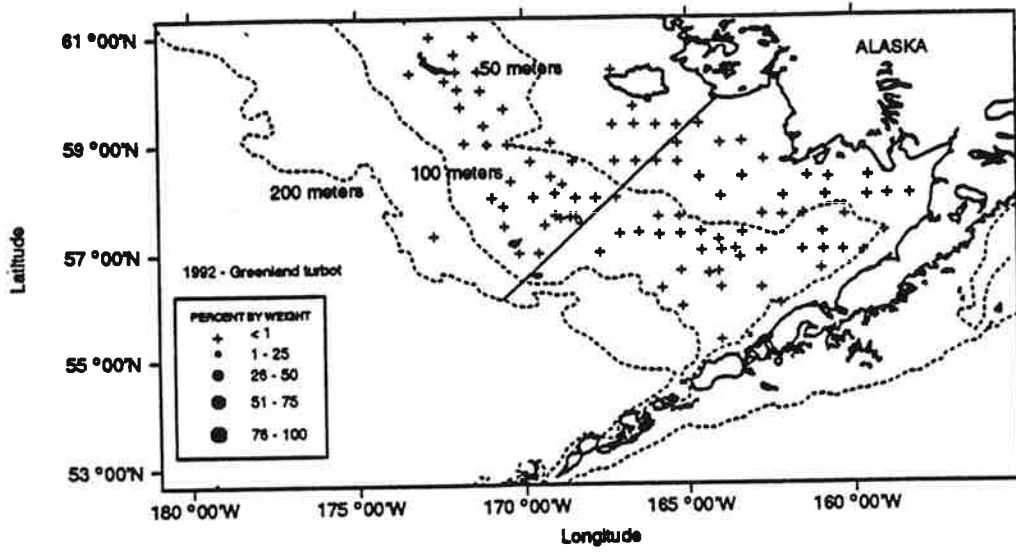 61 °00'N
59 °00'N
57 °00'N
55 °00'N
53 °00'N
Latitude
ALASKA
50 meters
100 meters
200 meters
1992 - Greenland turbot
PERCENT BY WEIGHT
< 1
1 - 25
26 - 50
51 - 75
76 - 100
180 °00'W
175 °00'W
170 °00'W
165 °00'W
160 °00'W
Longitude